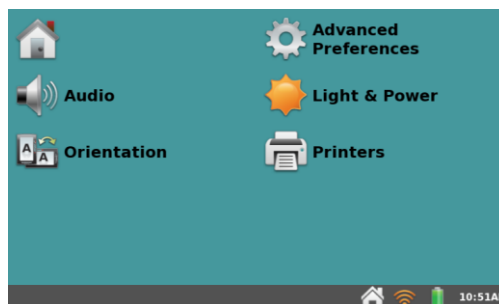 Advanced
Preferences
Audio
Light & Power
A A
Orientation
Printers
10:51A